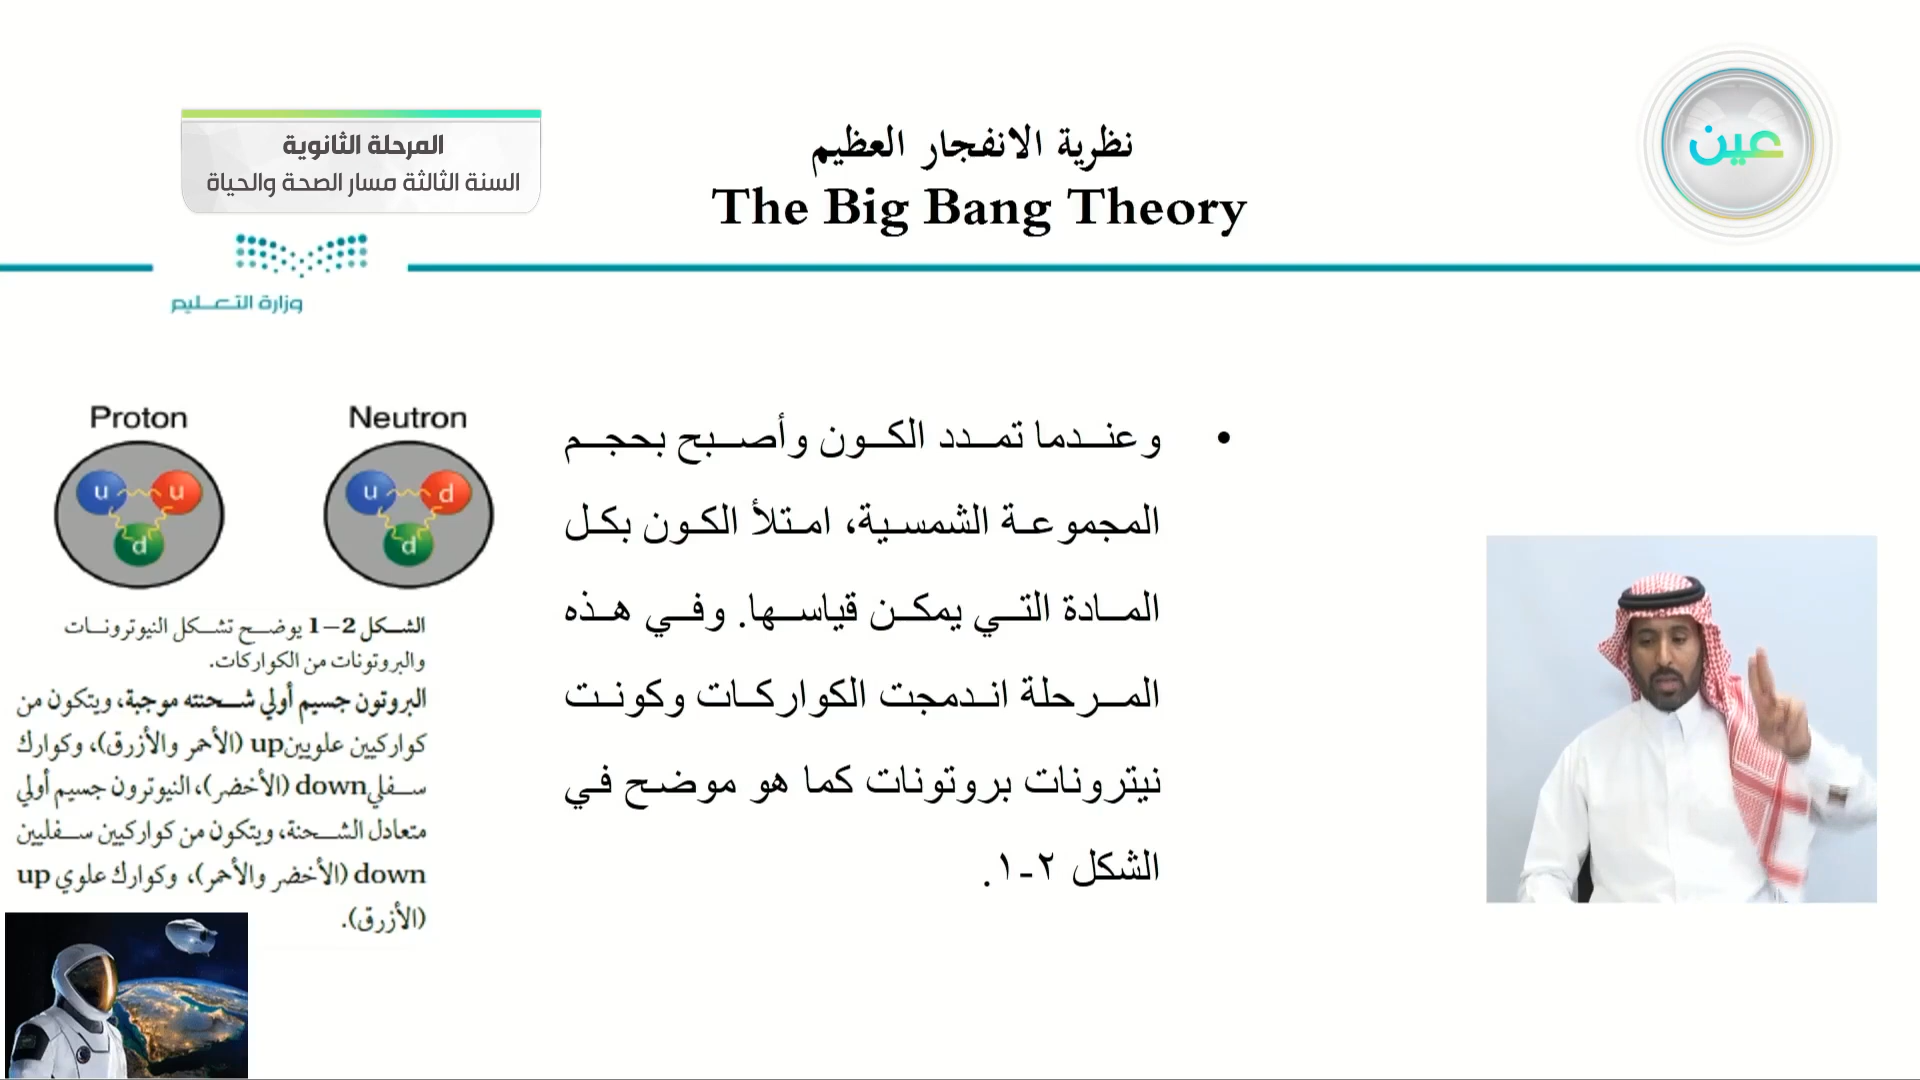 المرحلة الثانوية
السنة الثالثة مسار الصحة والحياة
نظرية الانفجار العظيم
The Big Bang Theory
عين
وزارة التعليم
• وعندما تمدد الكون وأصبح بحجم
المجموعة الشمسية، امتلأ الكون بكل
المادة التي يمكن قياسها. وفي هذه
المرحلة اندمجت الكواركات وكونت
نيترونات بروتونات كما هو موضح في
الشكل ٢-١.
Proton
Neutron
u u
d
u d
d
الشكل 2–1 يوضح تشكل النيوترونات
والبروتونات من الكواركات.
البروتون جسيم أولي شحنته موجبة، ويتكون من
كواركين علويين up (الأحمر والأزرق)، وكوارك
سفلي down (الأخضر)، النيوترون جسيم أولي
متعادل الشحنة، ويتكون من كواركين سفليين
down (الأخضر والأحمر)، وكوارك علوي up
(الأزرق).